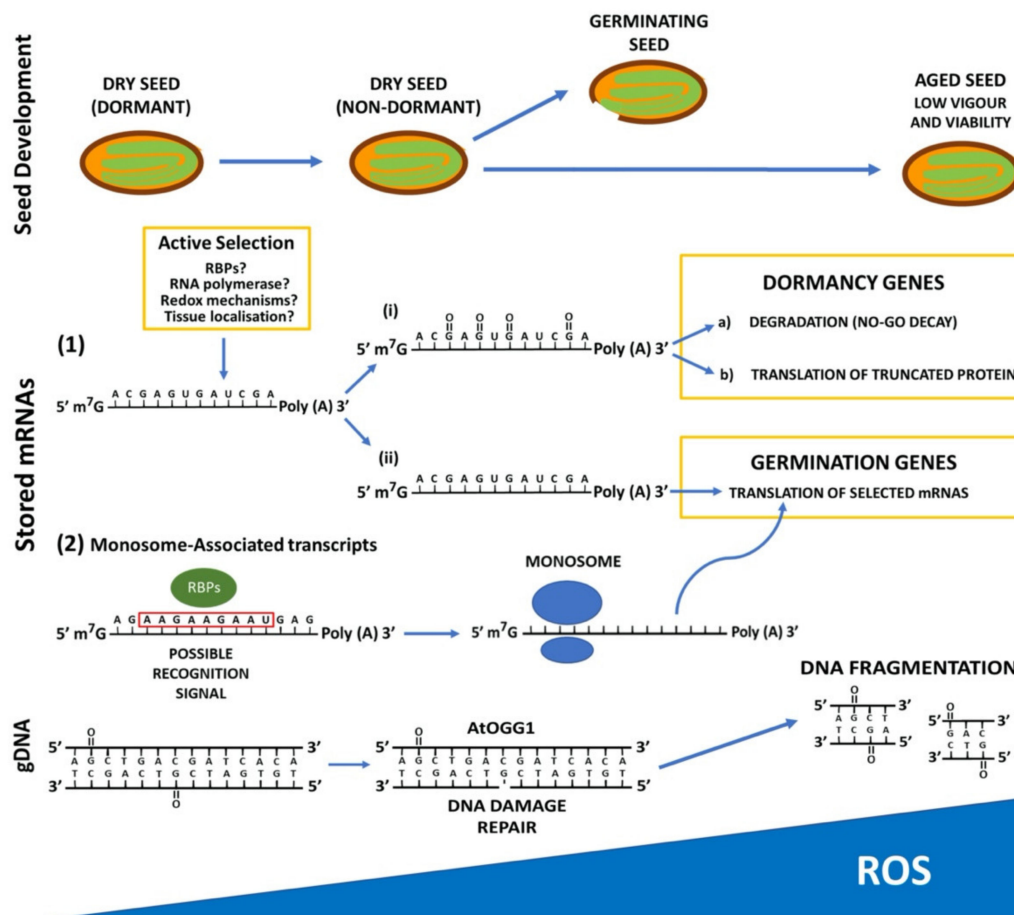 Seed Development
DRY SEED
(DORMANT)
DRY SEED
(NON-DORMANT)
GERMINATING
SEED
AGED SEED
LOW VIGOUR
AND VIABILITY
Stored mRNAs
Active Selection
RBPs?
RNA polymerase?
Redox mechanisms?
Tissue localisation?
(1)
A C G A G U G A U C G A
5' m⁷G Poly (A) 3'
(i)
O O O O
A C G A G U G A U C G A
5' m⁷G Poly (A) 3'
DORMANCY GENES
a) DEGRADATION (NO-GO DECAY)
b) TRANSLATION OF TRUNCATED PROTEIN
(ii)
A C G A G U G A U C G A
5' m⁷G Poly (A) 3'
GERMINATION GENES
TRANSLATION OF SELECTED mRNAS
(2) Monosome-Associated transcripts
RBPs
A G A A G A A G A A U G A G
5' m⁷G Poly (A) 3'
POSSIBLE
RECOGNITION
SIGNAL
MONOSOME
5' m⁷G Poly (A) 3'
gDNA
O
5' 3'
A G C T G A C G A T C A C A
T C G A C T G C T A G T G T
3' 5'
O
AtOGG1
O
5' 3'
A G C T G A C G A T C A C A
T C G A C T G C T A G T G T
3' 5'
DNA DAMAGE
REPAIR
DNA FRAGMENTATION
O
5' 3'
A G C T
T C G A
3' 5'
O
O
5' 3'
G A C
C T G
3' 5'
O
ROS